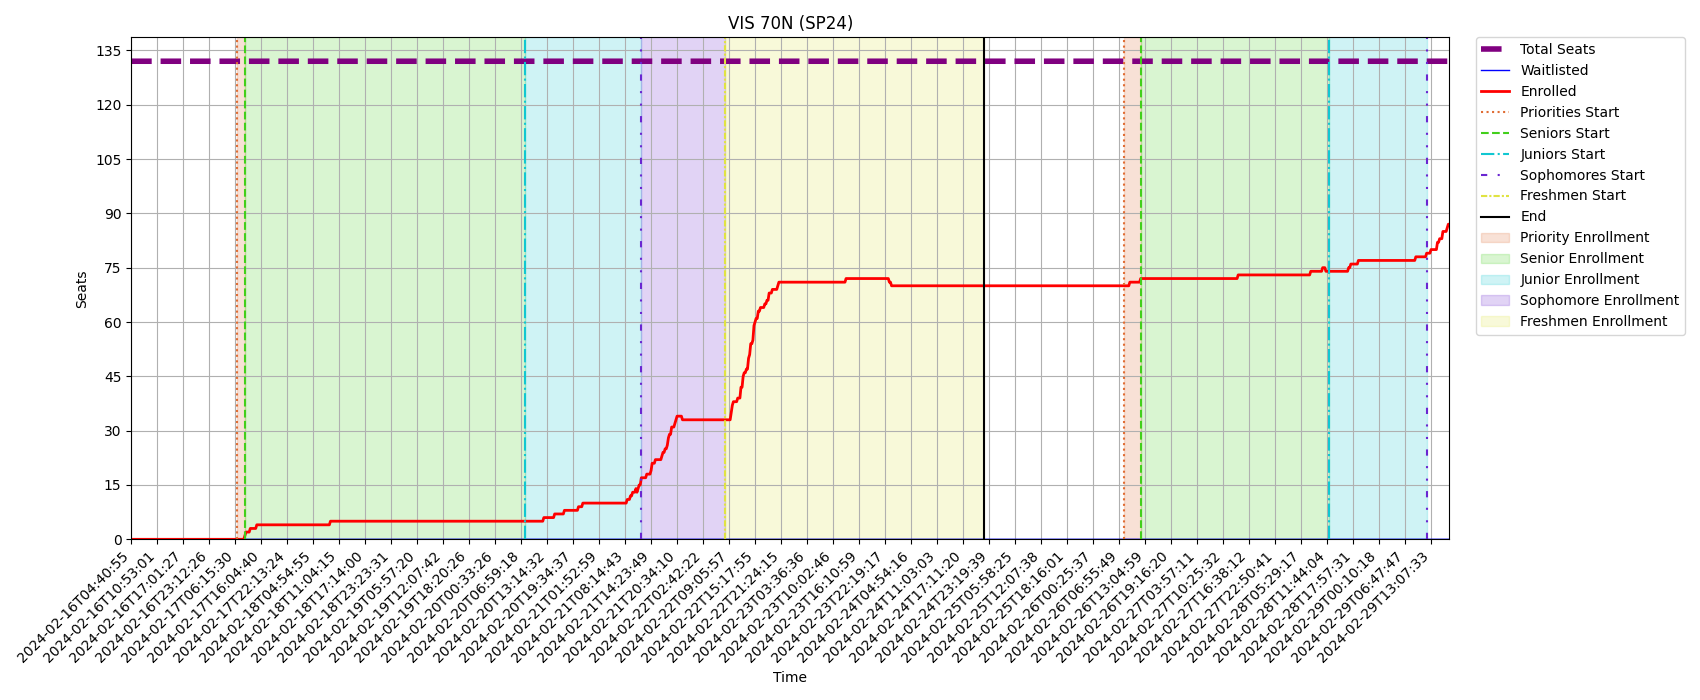 VIS 70N (SP24)
135
120
105
90
75
60
45
30
15
0
Seats
2024-02-16T04:40:55
2024-02-16T10:53:01
2024-02-16T17:01:27
2024-02-16T23:12:26
2024-02-17T06:15:30
2024-02-17T16:04:40
2024-02-17T22:13:24
2024-02-18T04:54:55
2024-02-18T11:04:15
2024-02-18T17:14:00
2024-02-18T23:23:31
2024-02-19T05:57:20
2024-02-19T12:07:42
2024-02-19T18:20:26
2024-02-20T00:33:26
2024-02-20T06:59:18
2024-02-20T13:14:32
2024-02-20T19:34:37
2024-02-21T01:52:59
2024-02-21T08:14:43
2024-02-21T14:23:49
2024-02-21T20:34:10
2024-02-22T02:42:22
2024-02-22T09:05:57
2024-02-22T15:17:55
2024-02-22T21:24:15
2024-02-23T03:36:36
2024-02-23T10:02:46
2024-02-23T16:10:59
2024-02-23T22:19:17
2024-02-24T04:54:16
2024-02-24T11:03:03
2024-02-24T17:11:20
2024-02-24T23:19:39
2024-02-25T05:58:25
2024-02-25T12:07:38
2024-02-25T18:16:01
2024-02-26T00:25:37
2024-02-26T06:55:49
2024-02-26T13:04:59
2024-02-26T19:16:20
2024-02-27T03:57:11
2024-02-27T10:25:32
2024-02-27T16:38:12
2024-02-27T22:50:41
2024-02-28T05:29:17
2024-02-28T11:44:04
2024-02-28T17:57:31
2024-02-29T00:10:18
2024-02-29T06:47:47
2024-02-29T13:07:33
Time
Total Seats
Waitlisted
Enrolled
Priorities Start
Seniors Start
Juniors Start
Sophomores Start
Freshmen Start
End
Priority Enrollment
Senior Enrollment
Junior Enrollment
Sophomore Enrollment
Freshmen Enrollment